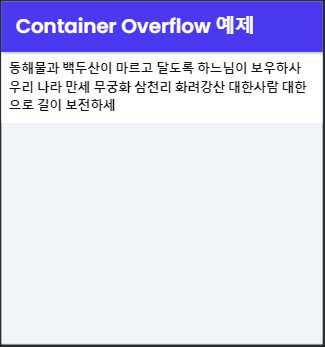 Container Overflow 예제
동해물과 백두산이 마르고 닳도록 하느님이 보우하사
우리 나라 만세 무궁화 삼천리 화려강산 대한사람 대한
으로 길이 보전하세